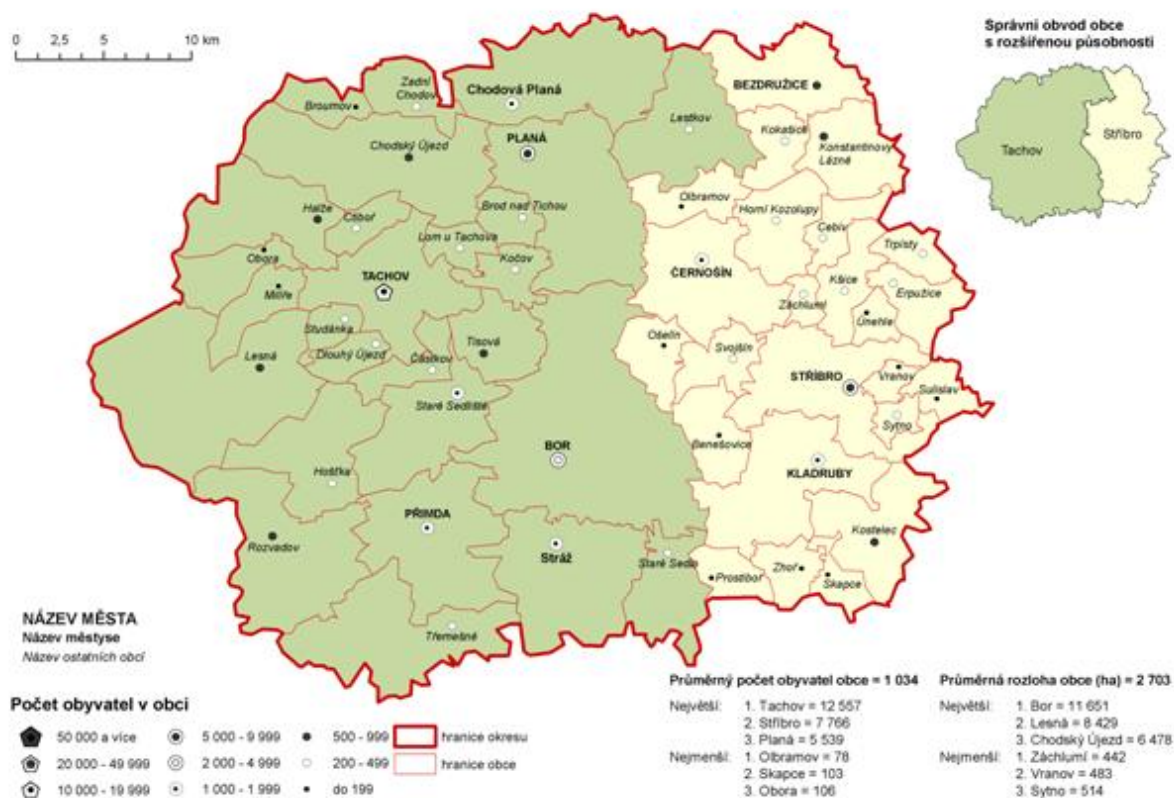 0 2,5 5 10 km
Správní obvod obce
s rozšířenou působností
Tachov
Stříbro
Zadní
Chodov
Broumov
Chodová Planá
BEZDRUŽICE
Lestkov
Kokašice
Konstantinovy
Lázně
PLANÁ
Chodský Újezd
Olbramov
Horní Kozolupy
Brod nad Tichou
Halže
Ctiboř
Lom u Tachova
Cebiv
Trpísty
Obora
Kočov
ČERNOŠÍN
TACHOV
Milíře
Kšice
Erpužice
Záchlumí
Únehle
Studánka
Ošelín
Svojšín
Tisová
Dlouhý Újezd
Částkov
Lesná
STŘÍBRO
Vranov
Sulislav
Staré Sedliště
Sytno
Benešovice
BOR
Hošťka
KLADRUBY
PŘIMDA
Kostelec
Rozvadov
Stráž
Staré Sedlo
Zhoř
Prostiboř
Skapce
Třemešné
NÁZEV MĚSTA
Název městyse
Název ostatních obcí
Počet obyvatel v obci
50 000 a více 5 000 - 9 999 500 - 999 hranice okresu
20 000 - 49 999 2 000 - 4 999 200 - 499 hranice obce
10 000 - 19 999 1 000 - 1 999 do 199
Průměrný počet obyvatel obce = 1 034
Největší: 1. Tachov = 12 557
2. Stříbro = 7 766
3. Planá = 5 539
Nejmenší: 1. Olbramov = 78
2. Skapce = 103
3. Obora = 106
Průměrná rozloha obce (ha) = 2 703
Největší: 1. Bor = 11 651
2. Lesná = 8 429
3. Chodský Újezd = 6 478
Nejmenší: 1. Záchlumí = 442
2. Vranov = 483
3. Sytno = 514